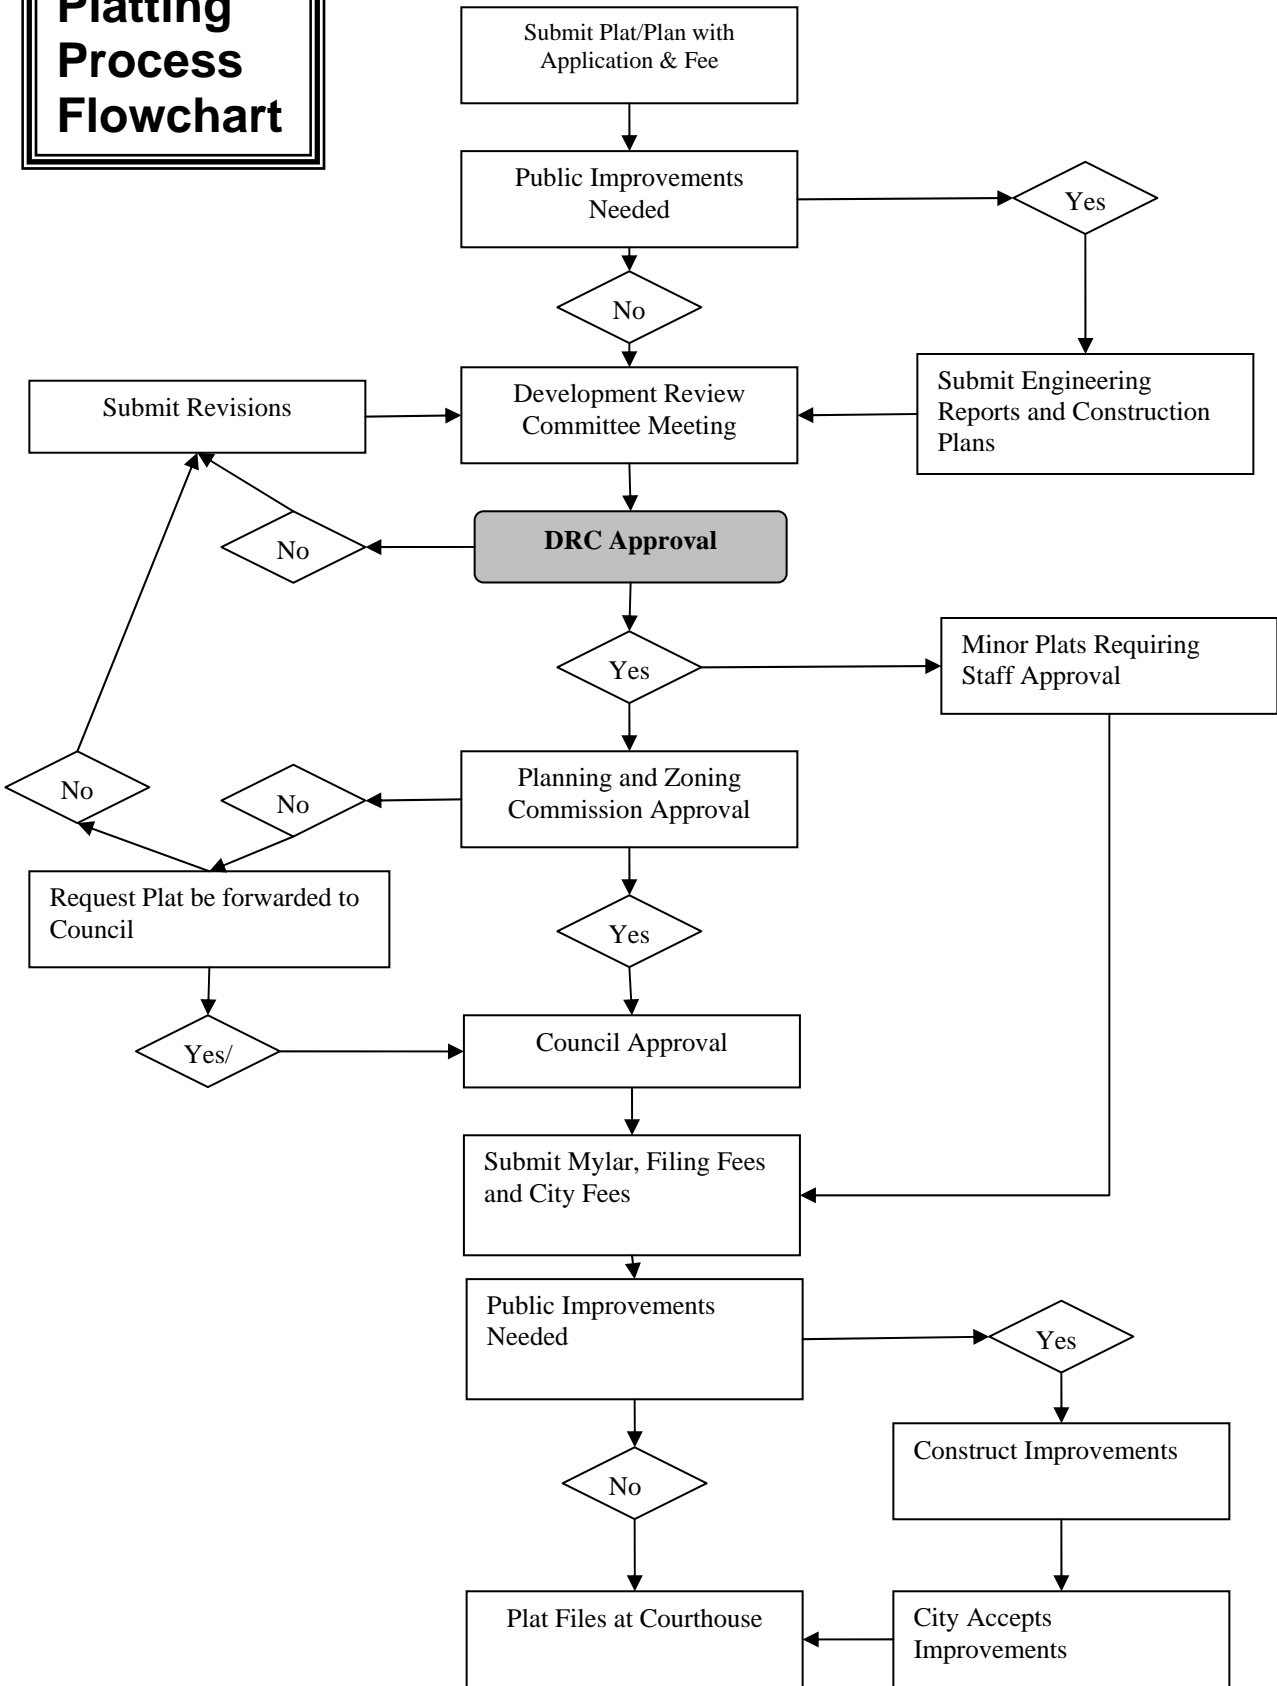 Platting
Process
Flowchart
Submit Plat/Plan with
Application & Fee
Public Improvements
Needed
Yes
No
Submit Revisions
Development Review
Committee Meeting
Submit Engineering
Reports and Construction
Plans
No
DRC Approval
Yes
Minor Plats Requiring
Staff Approval
No
No
Planning and Zoning
Commission Approval
Request Plat be forwarded to
Council
Yes
Yes/
Council Approval
Submit Mylar, Filing Fees
and City Fees
Public Improvements
Needed
Yes
No
Construct Improvements
Plat Files at Courthouse
City Accepts
Improvements